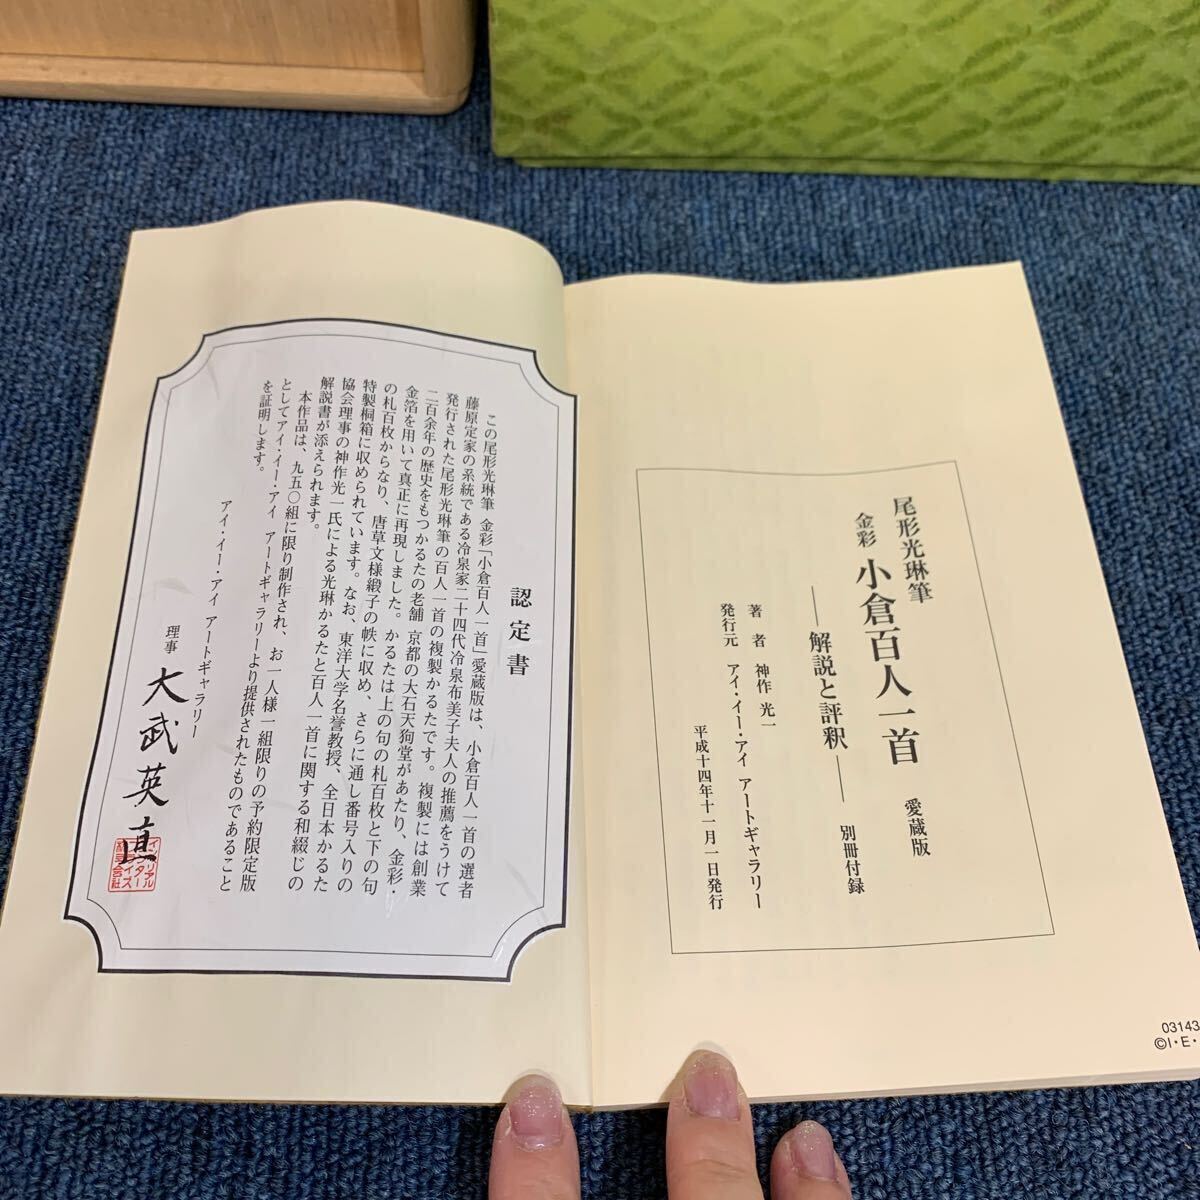 尾形光琳筆
金彩 小倉百人一首 愛蔵版
―解説と評釈― 別冊付録
著者 神作光一
発行元 アイ・イー・アイ アートギャラリー
平成十四年十一月一日発行
03143
©I・E・
認定書
この尾形光琳筆 金彩「小倉百人一首」愛蔵版は、小倉百人一首の選者
藤原定家の系統である冷泉家二十四代冷泉布美子夫人の推薦をうけて
発行された尾形光琳筆の百人一首の複製かるたです。複製には創業
二百余年の歴史をもつかるたの老舗 京都の大石天狗堂があたり、金彩・
金箔を用いて真正に再現しました。かるたは上の句の札百枚と下の句
の札百枚からなり、唐草文様緞子の帙に収め、さらに通し番号入りの
特製桐箱に収められています。なお、東洋大学名誉教授、全日本かるた
協会理事の神作光一氏による光琳かるたと百人一首に関する和綴じの
解説書が添えられます。
本作品は、九五〇組に限り制作され、お一人様一組限りの予約限定版
としてアイ・イー・アイ アートギャラリーより提供されたものであること
を証明します。
アイ・イー・アイ アートギャラリー
理事 大武英直